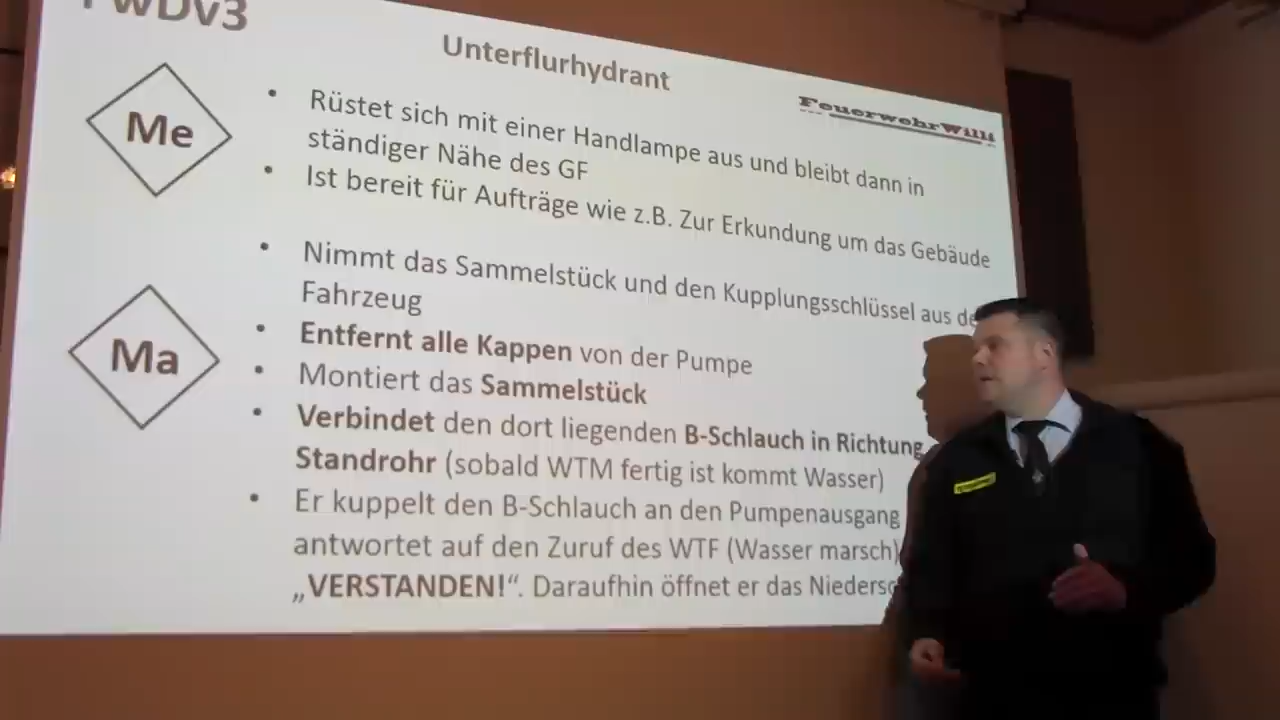 FwDV3
Unterflurhydrant
FeuerwehrWilli
Me
Rüstet sich mit einer Handlampe aus und bleibt dann in
ständiger Nähe des GF
Ist bereit für Aufträge wie z.B. Zur Erkundung um das Gebäude
Ma
Nimmt das Sammelstück und den Kupplungsschlüssel aus de
Fahrzeug
Entfernt alle Kappen von der Pumpe
Montiert das Sammelstück
Verbindet den dort liegenden B-Schlauch in Richtung
Standrohr (sobald WTM fertig ist kommt Wasser)
Er kuppelt den B-Schlauch an den Pumpenausgang
antwortet auf den Zuruf des WTF (Wasser marsch)
„VERSTANDEN!“. Daraufhin öffnet er das Niedersc